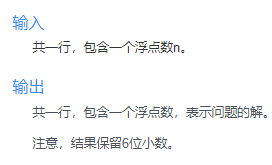 输入
共一行，包含一个浮点数n。
输出
共一行，包含一个浮点数，表示问题的解。
注意，结果保留6位小数。